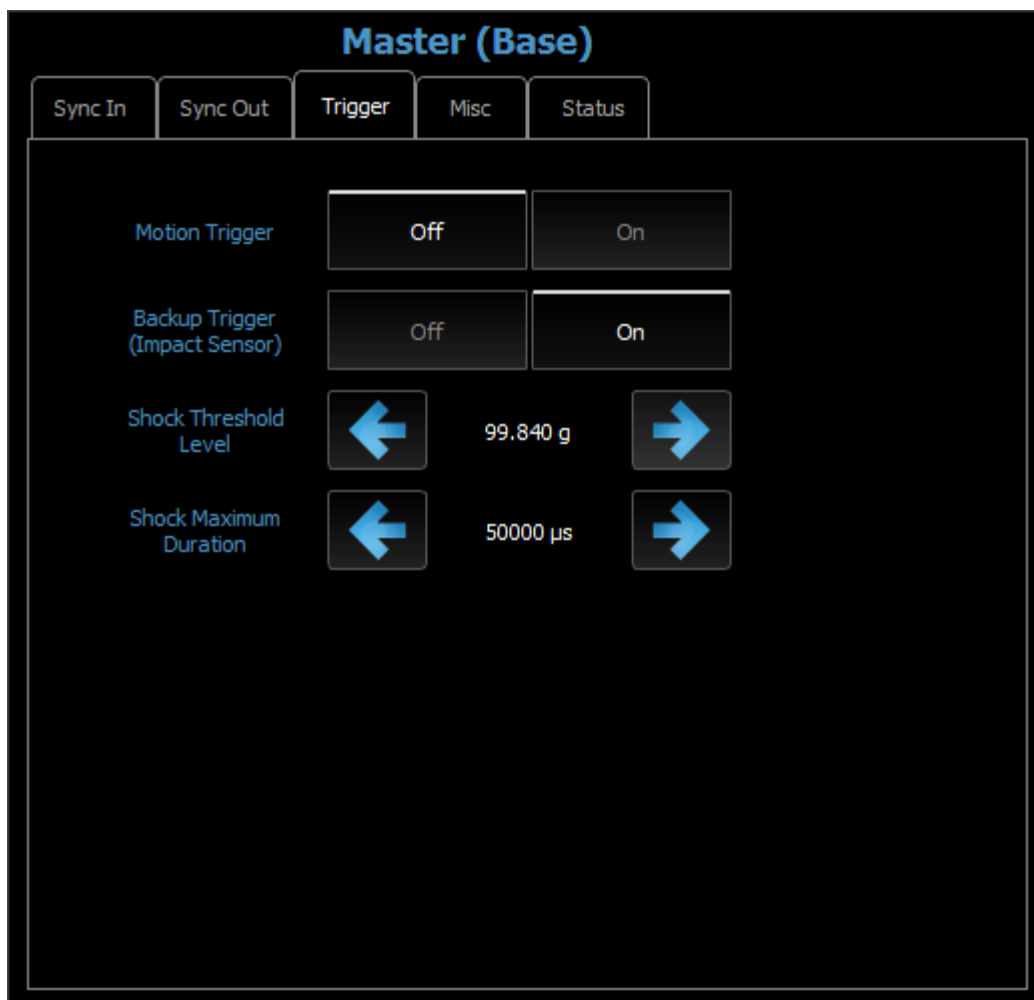 Master (Base)
Sync In Sync Out Trigger Misc Status
Motion Trigger Off On
Backup Trigger
(Impact Sensor) Off On
Shock Threshold
Level 99.840 g
Shock Maximum
Duration 50000 µs